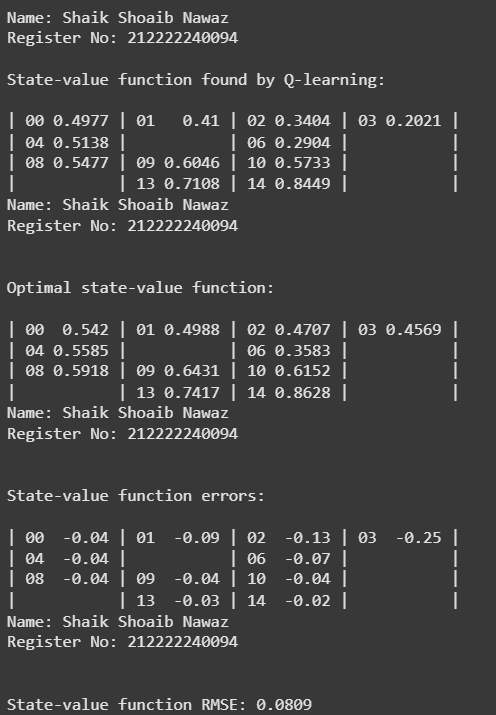 Name: Shaik Shoaib Nawaz
Register No: 212222240094
State-value function found by Q-learning:
| 00 0.4977 | 01   0.41 | 02 0.3404 | 03 0.2021 |
| 04 0.5138 |           | 06 0.2904 |           |
| 08 0.5477 | 09 0.6046 | 10 0.5733 |           |
|           | 13 0.7108 | 14 0.8449 |           |
Name: Shaik Shoaib Nawaz
Register No: 212222240094
Optimal state-value function:
| 00  0.542 | 01 0.4988 | 02 0.4707 | 03 0.4569 |
| 04 0.5585 |           | 06 0.3583 |           |
| 08 0.5918 | 09 0.6431 | 10 0.6152 |           |
|           | 13 0.7417 | 14 0.8628 |           |
Name: Shaik Shoaib Nawaz
Register No: 212222240094
State-value function errors:
| 00  -0.04 | 01  -0.09 | 02  -0.13 | 03  -0.25 |
| 04  -0.04 |           | 06  -0.07 |           |
| 08  -0.04 | 09  -0.04 | 10  -0.04 |           |
|           | 13  -0.03 | 14  -0.02 |           |
Name: Shaik Shoaib Nawaz
Register No: 212222240094
State-value function RMSE: 0.0809